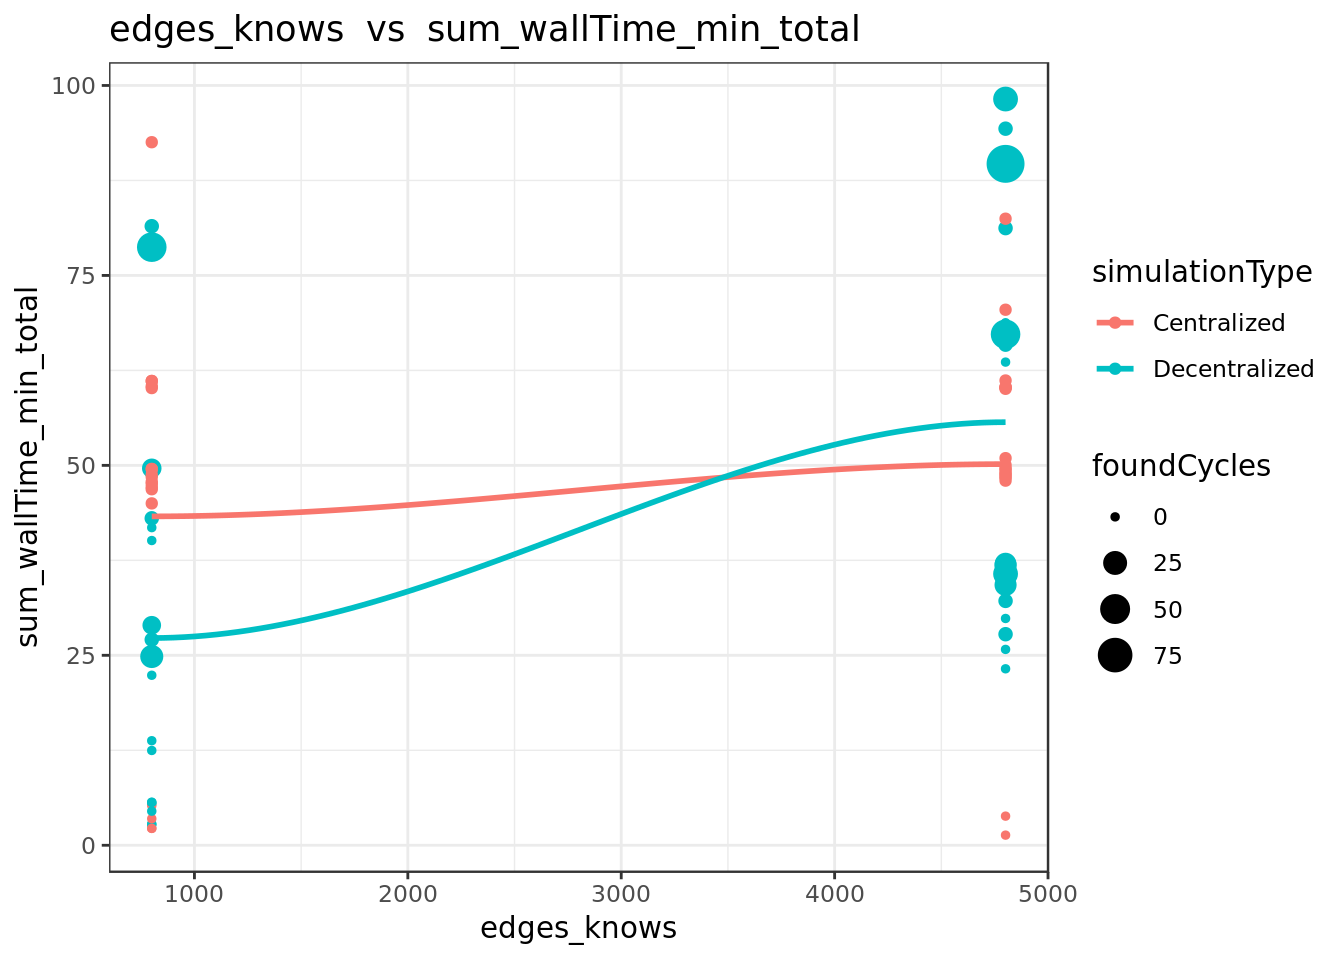 edges_knows  vs  sum_wallTime_min_total
sum_wallTime_min_total
100
75
50
25
0
1000 2000 3000 4000 5000
edges_knows
simulationType
Centralized
Decentralized
foundCycles
0
25
50
75